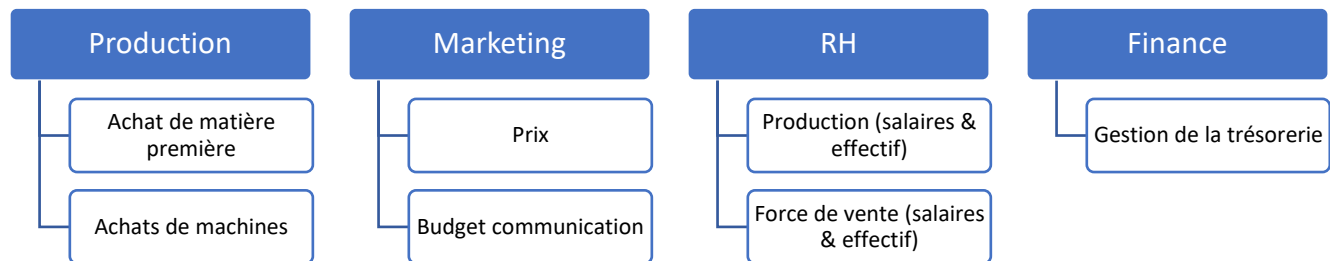 Production
Achat de matière
première
Achats de machines
Marketing
Prix
Budget communication
RH
Production (salaires &
effectif)
Force de vente (salaires
& effectif)
Finance
Gestion de la trésorerie